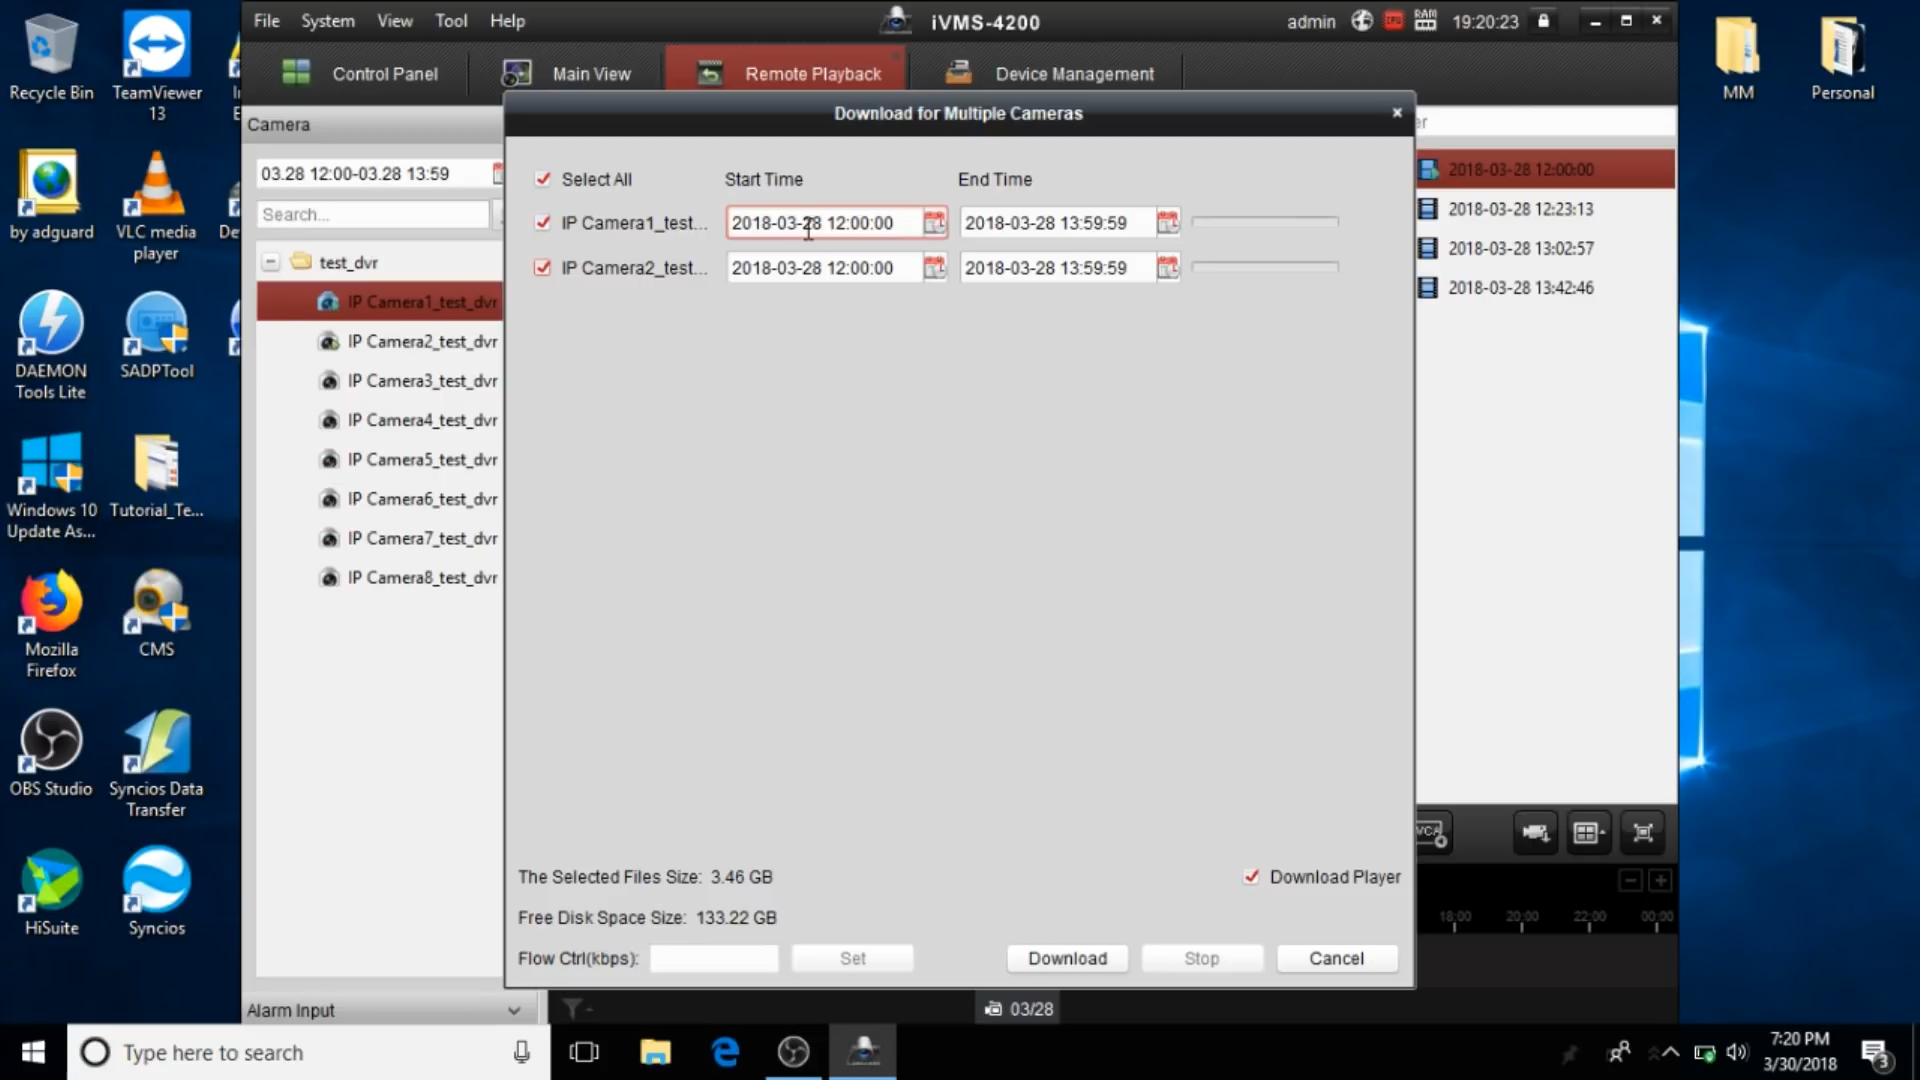 File System View Tool Help
iVMS-4200
admin
RAM
19:20:23
Control Panel
Main View
Remote Playback
Device Management
Recycle Bin
TeamViewer
13
by adguard
VLC media
player
DAEMON
Tools Lite
SADPTool
Windows 10
Update As...
Tutorial_Te...
Mozilla
Firefox
CMS
OBS Studio
Syncios Data
Transfer
HiSuite
Syncios
MM
Personal
Camera
03.28 12:00-03.28 13:59
Search...
test_dvr
IP Camera1_test_dvr
IP Camera2_test_dvr
IP Camera3_test_dvr
IP Camera4_test_dvr
IP Camera5_test_dvr
IP Camera6_test_dvr
IP Camera7_test_dvr
IP Camera8_test_dvr
Alarm Input
Download for Multiple Cameras
Select All Start Time End Time
IP Camera1_test... 2018-03-28 12:00:00 2018-03-28 13:59:59
IP Camera2_test... 2018-03-28 12:00:00 2018-03-28 13:59:59
The Selected Files Size: 3.46 GB
Download Player
Free Disk Space Size: 133.22 GB
Flow Ctrl(kbps): Set Download Stop Cancel
2018-03-28 12:00:00
2018-03-28 12:23:13
2018-03-28 13:02:57
2018-03-28 13:42:46
VCA
18:00 20:00 22:00 00:00
03/28
Type here to search
7:20 PM
3/30/2018
3